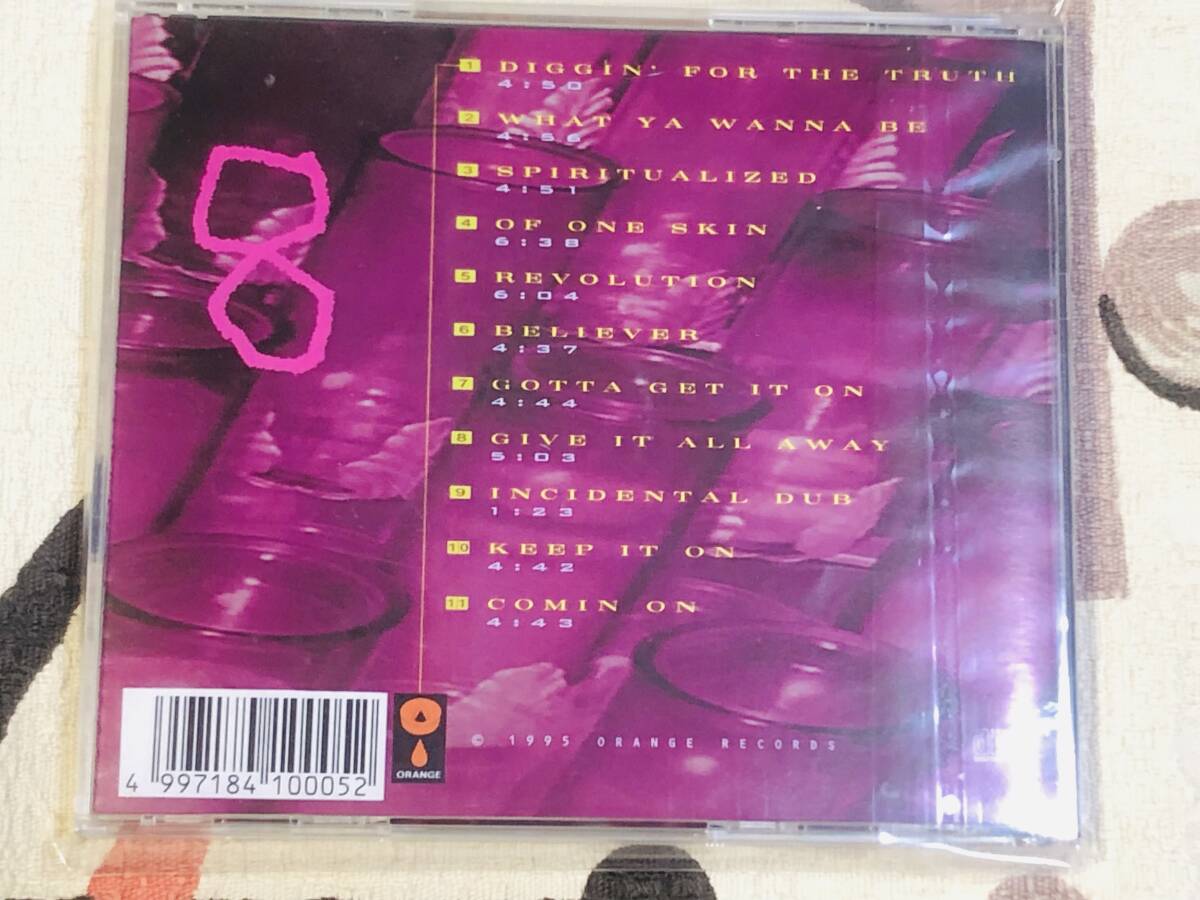 1 DIGGIN' FOR THE TRUTH
4:50
2 WHAT YA WANNA BE
4:56
3 SPIRITUALIZED
4:51
4 OF ONE SKIN
6:38
5 REVOLUTION
6:04
6 BELIEVER
4:37
7 GOTTA GET IT ON
4:44
8 GIVE IT ALL AWAY
5:03
9 INCIDENTAL DUB
1:23
10 KEEP IT ON
4:42
11 COMIN ON
4:43
8
4 997184 100052
ORANGE
© 1995 ORANGE RECORDS